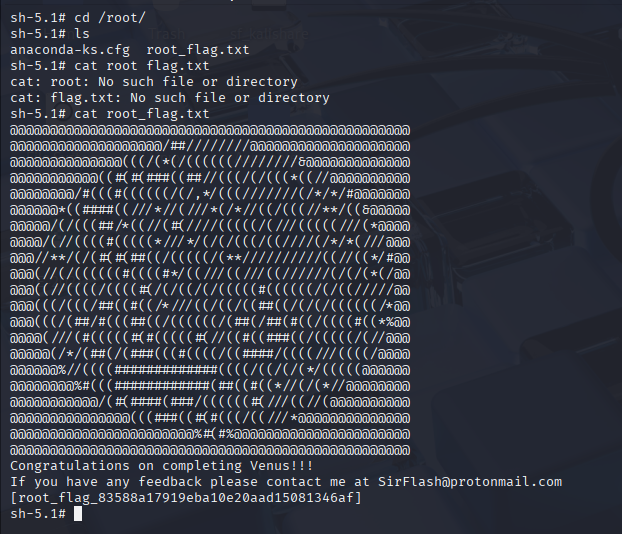 sh-5.1# cd /root/
sh-5.1# ls
anaconda-ks.cfg  root_flag.txt
sh-5.1# cat root flag.txt
cat: root: No such file or directory
cat: flag.txt: No such file or directory
sh-5.1# cat root_flag.txt
Congratulations on completing Venus!!!
If you have any feedback please contact me at SirFlash@protonmail.com
[root_flag_83588a17919eba10e20aad15081346af]
sh-5.1#